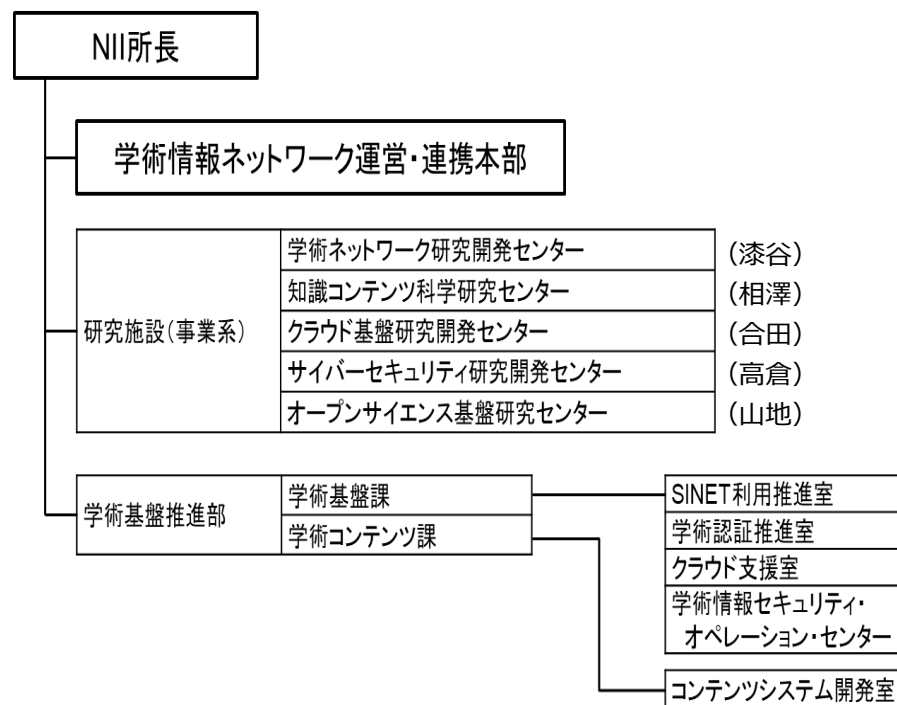 NII所長
学術情報ネットワーク運営・連携本部
研究施設(事業系)
学術ネットワーク研究開発センター
(漆谷)
知識コンテンツ科学研究センター
(相澤)
クラウド基盤研究開発センター
(合田)
サイバーセキュリティ研究開発センター
(高倉)
オープンサイエンス基盤研究センター
(山地)
学術基盤推進部
学術基盤課
学術コンテンツ課
SINET利用推進室
学術認証推進室
クラウド支援室
学術情報セキュリティ・
オペレーション・センター
コンテンツシステム開発室